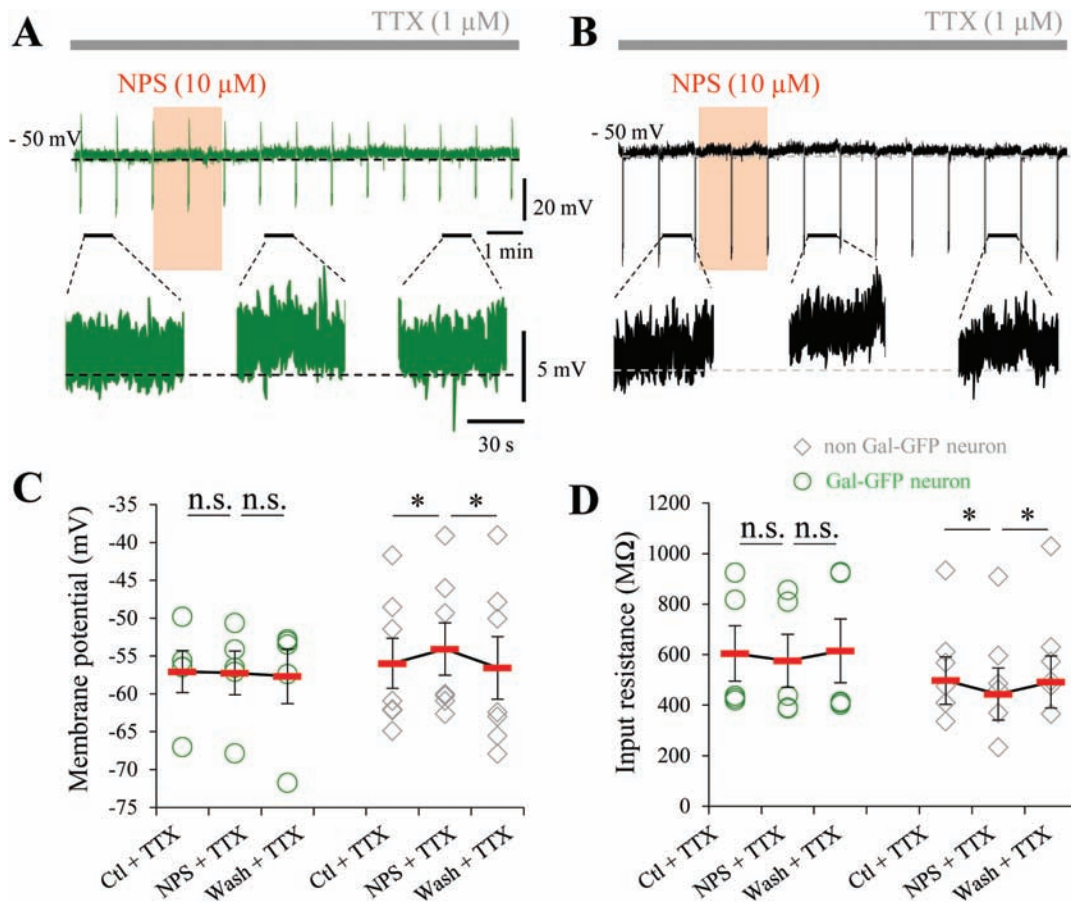 A
TTX (1 μM)
NPS (10 μM)
- 50 mV
20 mV
1 min
5 mV
30 s
B
TTX (1 μM)
NPS (10 μM)
- 50 mV
non Gal-GFP neuron
Gal-GFP neuron
C
n.s. n.s. * *
Membrane potential (mV)
-35
-40
-45
-50
-55
-60
-65
-70
-75
Ctl + TTX
NPS + TTX
Wash + TTX
Ctl + TTX
NPS + TTX
Wash + TTX
D
n.s. n.s. * *
Input resistance (MΩ)
1200
1000
800
600
400
200
0
Ctl + TTX
NPS + TTX
Wash + TTX
Ctl + TTX
NPS + TTX
Wash + TTX